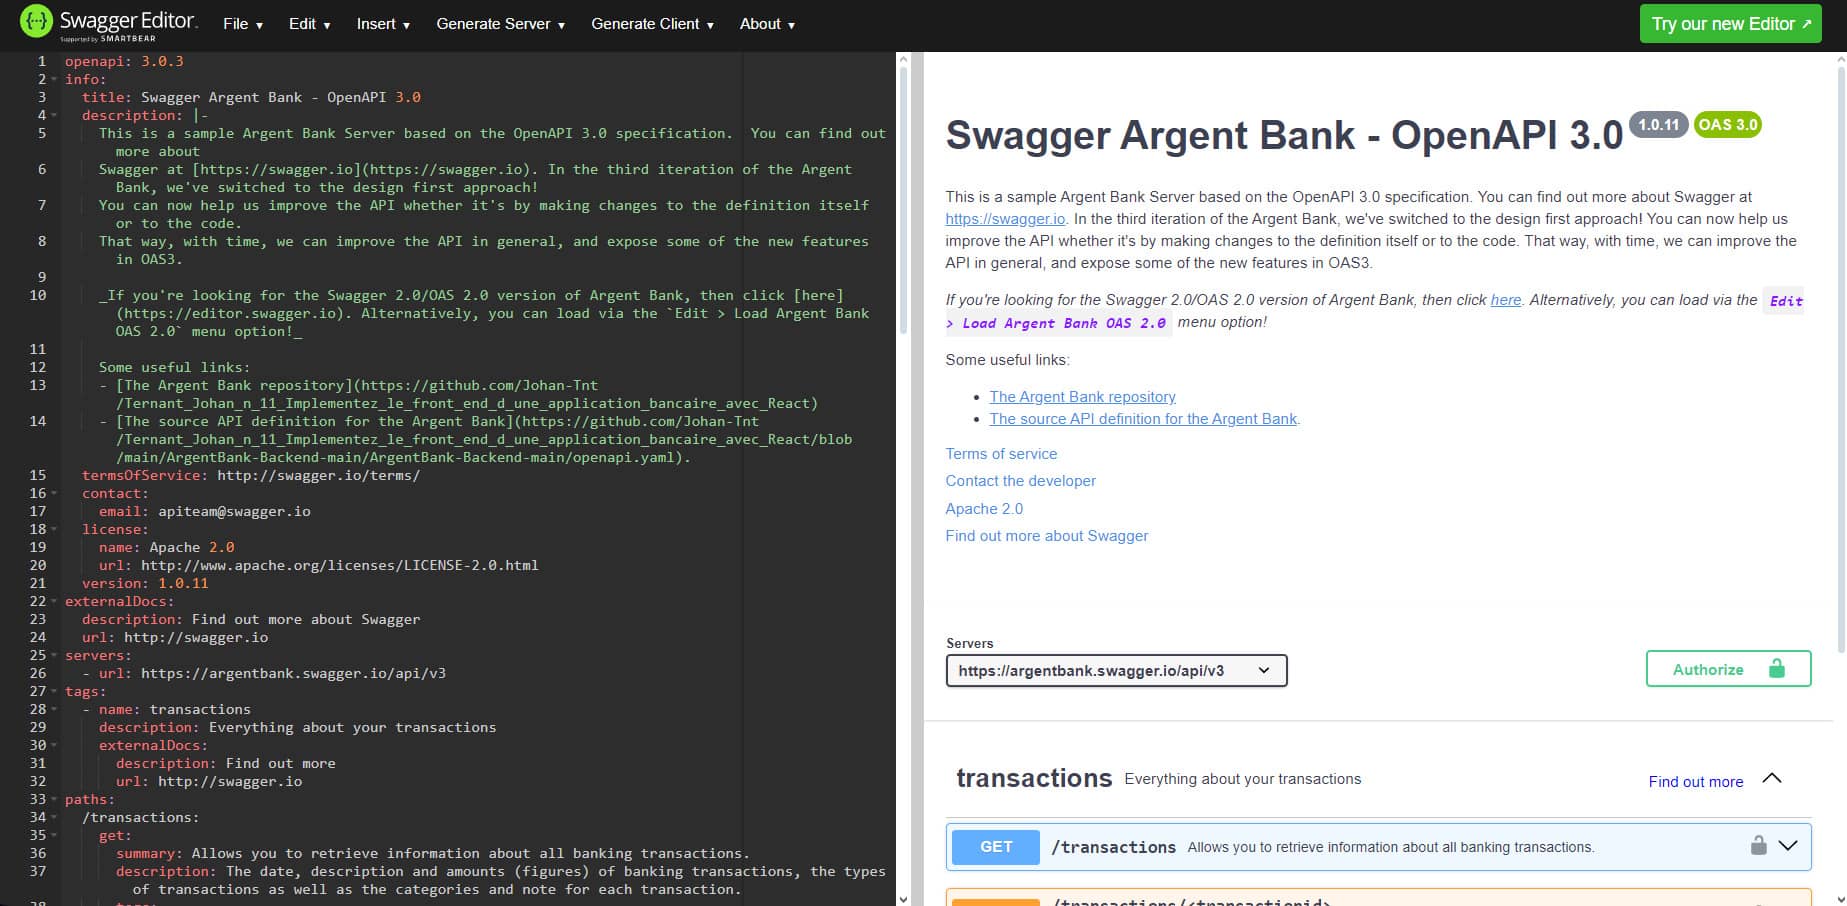 Swagger Editor.
Supported by SMARTBEAR
File ▾ Edit ▾ Insert ▾ Generate Server ▾ Generate Client ▾ About ▾
Try our new Editor ↗
1 openapi: 3.0.3
2 info:
3 title: Swagger Argent Bank - OpenAPI 3.0
4 description: |-
5 This is a sample Argent Bank Server based on the OpenAPI 3.0 specification.  You can find out
more about
6 Swagger at [https://swagger.io](https://swagger.io). In the third iteration of the Argent
Bank, we've switched to the design first approach!
7 You can now help us improve the API whether it's by making changes to the definition itself
or to the code.
8 That way, with time, we can improve the API in general, and expose some of the new features
in OAS3.
9
10 _If you're looking for the Swagger 2.0/OAS 2.0 version of Argent Bank, then click [here]
(https://editor.swagger.io). Alternatively, you can load via the `Edit > Load Argent Bank
OAS 2.0` menu option!_
11
12 Some useful links:
13 - [The Argent Bank repository](https://github.com/Johan-Tnt
/Ternant_Johan_n_11_Implementez_le_front_end_d_une_application_bancaire_avec_React)
14 - [The source API definition for the Argent Bank](https://github.com/Johan-Tnt
/Ternant_Johan_n_11_Implementez_le_front_end_d_une_application_bancaire_avec_React/blob
/main/ArgentBank-Backend-main/ArgentBank-Backend-main/openapi.yaml).
15 termsOfService: http://swagger.io/terms/
16 contact:
17 email: apiteam@swagger.io
18 license:
19 name: Apache 2.0
20 url: http://www.apache.org/licenses/LICENSE-2.0.html
21 version: 1.0.11
22 externalDocs:
23 description: Find out more about Swagger
24 url: http://swagger.io
25 servers:
26 - url: https://argentbank.swagger.io/api/v3
27 tags:
28 - name: transactions
29 description: Everything about your transactions
30 externalDocs:
31 description: Find out more
32 url: http://swagger.io
33 paths:
34 /transactions:
35 get:
36 summary: Allows you to retrieve information about all banking transactions.
37 description: The date, description and amounts (figures) of banking transactions, the types
of transactions as well as the categories and note for each transaction.
38 tags:
Swagger Argent Bank - OpenAPI 3.0 1.0.11 OAS 3.0
This is a sample Argent Bank Server based on the OpenAPI 3.0 specification. You can find out more about Swagger at
https://swagger.io. In the third iteration of the Argent Bank, we've switched to the design first approach! You can now help us
improve the API whether it's by making changes to the definition itself or to the code. That way, with time, we can improve the
API in general, and expose some of the new features in OAS3.
If you're looking for the Swagger 2.0/OAS 2.0 version of Argent Bank, then click here. Alternatively, you can load via the Edit
> Load Argent Bank OAS 2.0 menu option!
Some useful links:
• The Argent Bank repository
• The source API definition for the Argent Bank.
Terms of service
Contact the developer
Apache 2.0
Find out more about Swagger
Servers
https://argentbank.swagger.io/api/v3
Authorize
transactions Everything about your transactions
Find out more
GET /transactions Allows you to retrieve information about all banking transactions.
/transactions/<transactionid>